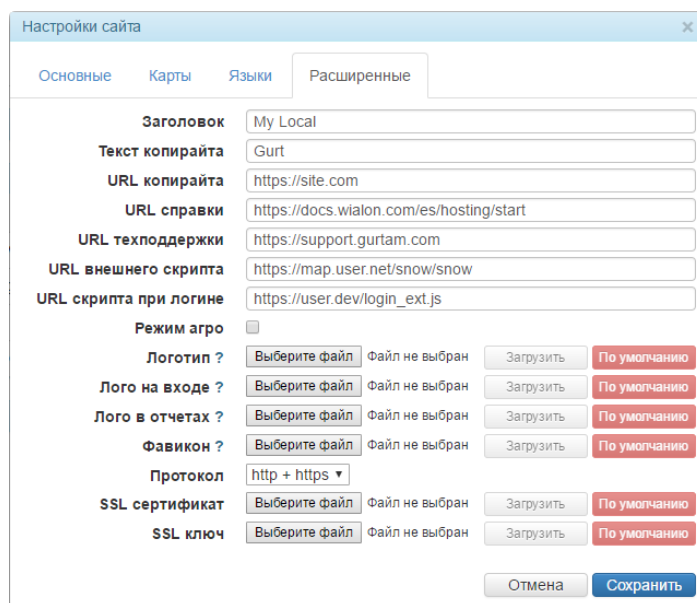 Настройки сайта ×
Основные Карты Языки Расширенные
Заголовок My Local
Текст копирайта Gurt
URL копирайта https://site.com
URL справки https://docs.wialon.com/es/hosting/start
URL техподдержки https://support.gurtam.com
URL внешнего скрипта https://map.user.net/snow/snow
URL скрипта при логине https://user.dev/login_ext.js
Режим агро
Логотип ? Выберите файл Файл не выбран Загрузить По умолчанию
Лого на входе ? Выберите файл Файл не выбран Загрузить По умолчанию
Лого в отчетах ? Выберите файл Файл не выбран Загрузить По умолчанию
Фавикон ? Выберите файл Файл не выбран Загрузить По умолчанию
Протокол http + https
SSL сертификат Выберите файл Файл не выбран Загрузить По умолчанию
SSL ключ Выберите файл Файл не выбран Загрузить По умолчанию
Отмена Сохранить